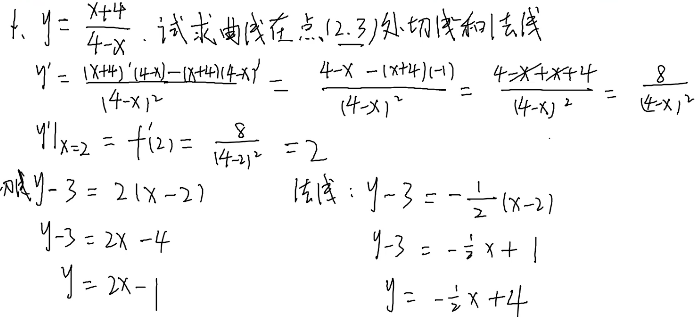 1. y = \frac{x+4}{4-x} . 试求曲线在点(2.3)处切线和法线
y' = \frac{(x+4)'(4-x)-(x+4)(4-x)'}{(4-x)^2} = \frac{4-x-(x+4)(-1)}{(4-x)^2} = \frac{4-x+x+4}{(4-x)^2} = \frac{8}{(4-x)^2}
y'|_{x=2} = f'(2) = \frac{8}{(4-2)^2} = 2
切线 y-3 = 2(x-2) 法线: y-3 = -\frac{1}{2}(x-2)
y-3 = 2x-4 y-3 = -\frac{1}{2}x+1
y = 2x-1 y = -\frac{1}{2}x+4